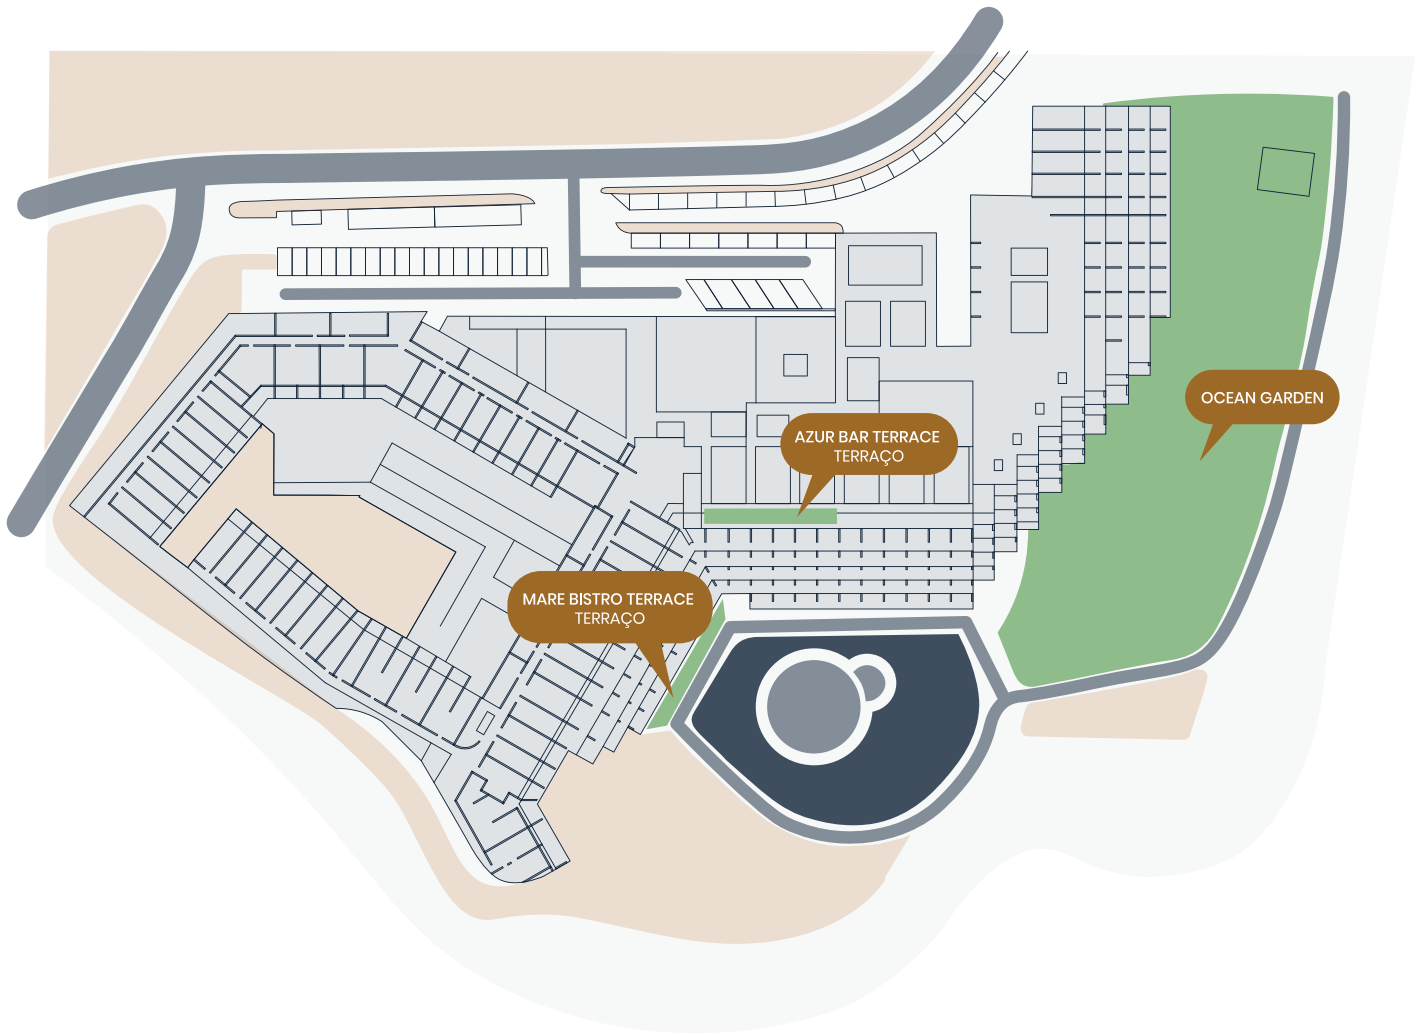 OCEAN GARDEN
AZUR BAR TERRACE
TERRAÇO
MARE BISTRO TERRACE
TERRAÇO